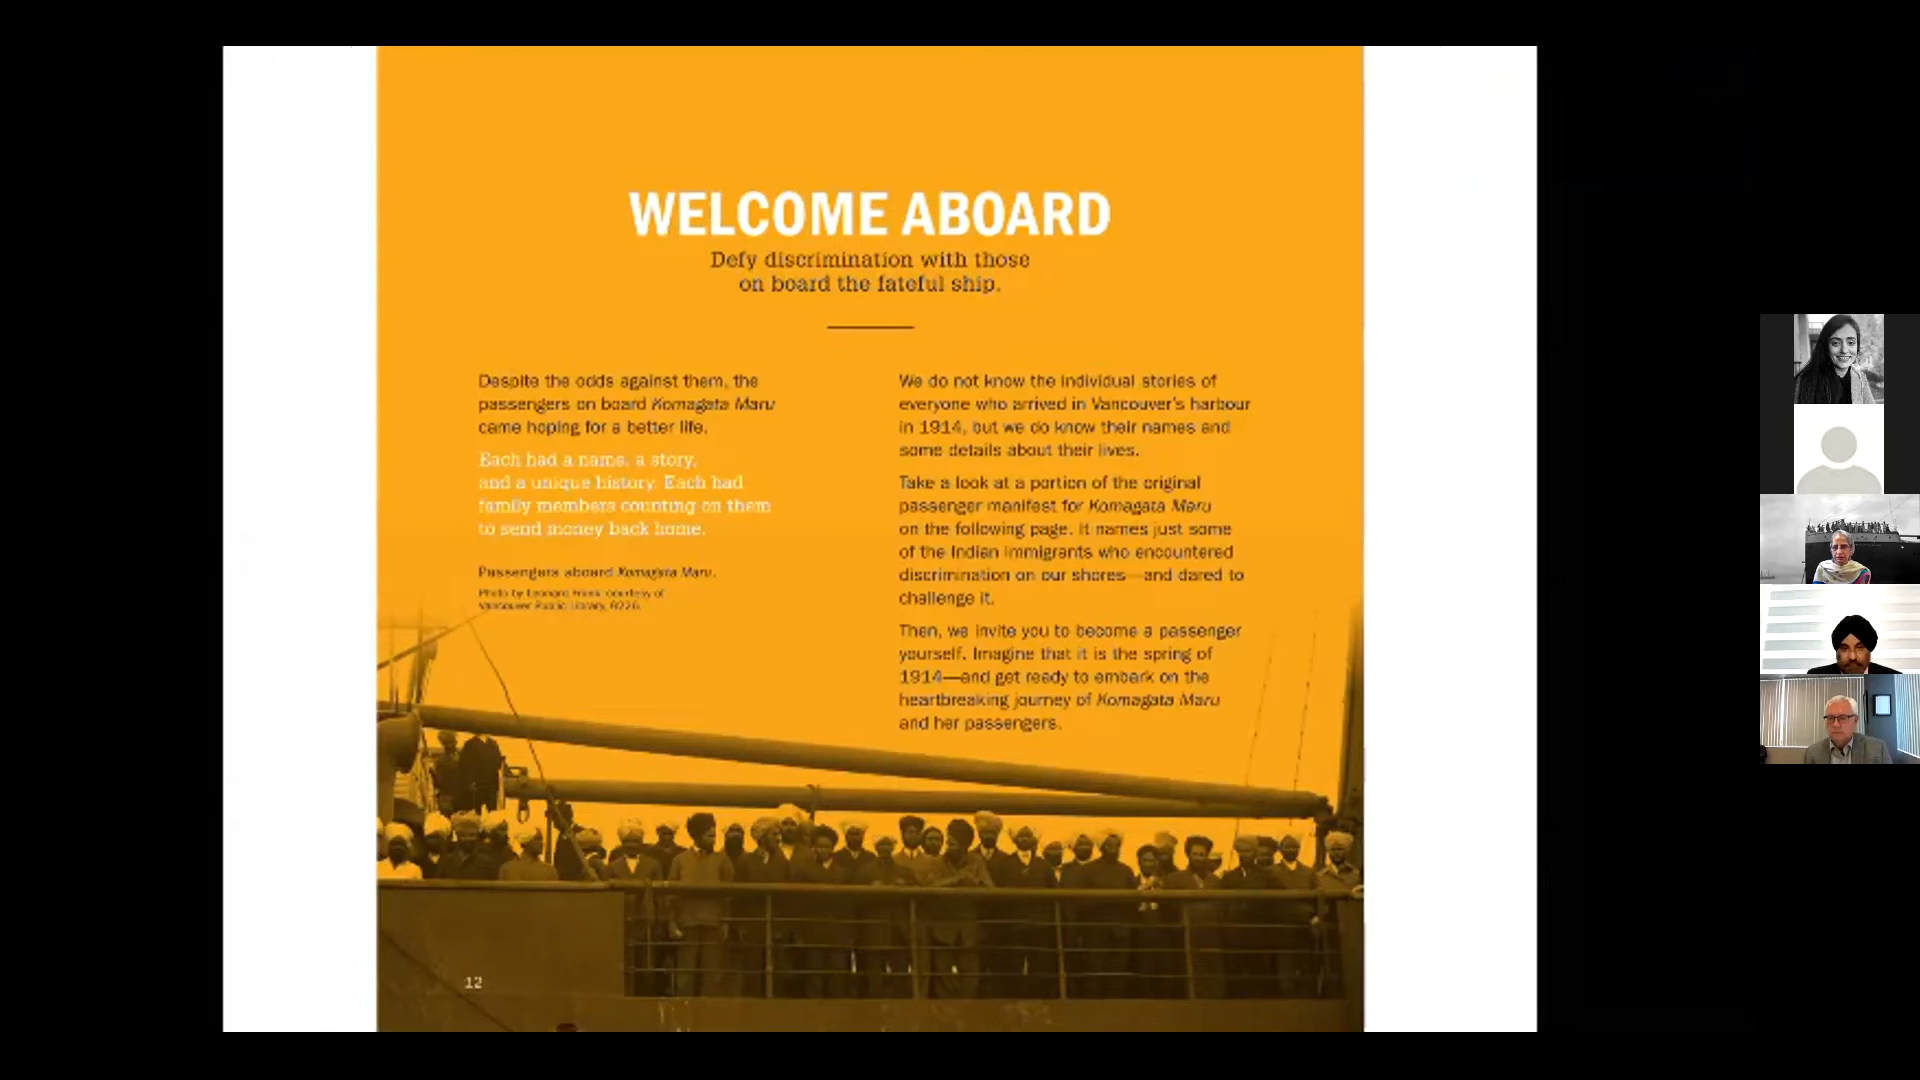 WELCOME ABOARD
Defy discrimination with those
on board the fateful ship.
Despite the odds against them, the
passengers on board Komagata Maru
came hoping for a better life.
Each had a name, a story,
and a unique history. Each had
family members counting on them
to send money back home.
Passengers aboard Komagata Maru.
Photo by Leonard Frank, courtesy of
Vancouver Public Library, 6226.
We do not know the individual stories of
everyone who arrived in Vancouver's harbour
in 1914, but we do know their names and
some details about their lives.
Take a look at a portion of the original
passenger manifest for Komagata Maru
on the following page. It names just some
of the Indian immigrants who encountered
discrimination on our shores—and dared to
challenge it.
Then, we invite you to become a passenger
yourself. Imagine that it is the spring of
1914—and get ready to embark on the
heartbreaking journey of Komagata Maru
and her passengers.
12